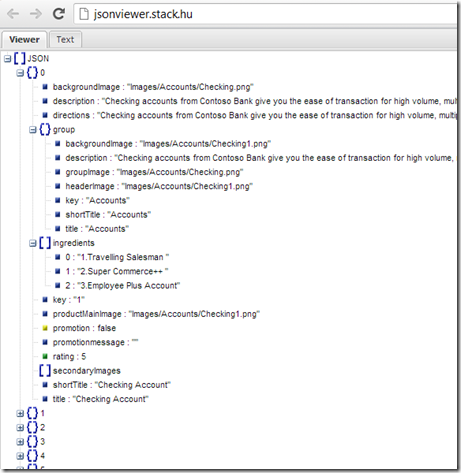 jsonviewer.stack.hu
Viewer Text
JSON
0
backgroundImage : "Images/Accounts/Checking.png"
description : "Checking accounts from Contoso Bank give you the ease of transaction for high volume, mult
directions : "Checking accounts from Contoso Bank give you the ease of transaction for high volume, multip
group
backgroundImage : "Images/Accounts/Checking1.png"
description : "Checking accounts from Contoso Bank give you the ease of transaction for high volume,
groupImage : "Images/Accounts/Checking.png"
headerImage : "Images/Accounts/Checking1.png"
key : "Accounts"
shortTitle : "Accounts"
title : "Accounts"
ingredients
0 : "1.Travelling Salesman "
1 : "2.Super Commerce++ "
2 : "3.Employee Plus Account"
key : "1"
productMainImage : "Images/Accounts/Checking1.png"
promotion : false
promotionmessage : ""
rating : 5
secondaryImages
shortTitle : "Checking Account"
title : "Checking Account"
1
2
3
4